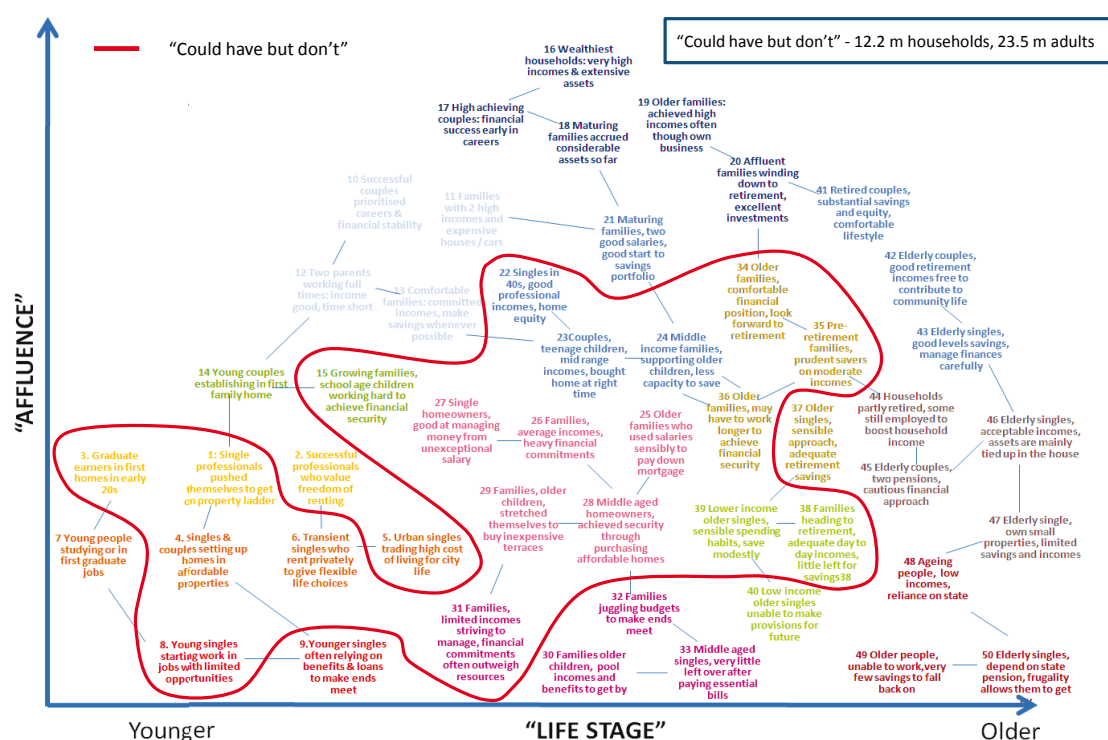 “Could have but don’t”
“Could have but don’t” - 12.2 m households, 23.5 m adults
“AFFLUENCE”
16 Wealthiest
households: very high
incomes & extensive
assets
17 High achieving
couples: financial
success early in
careers
18 Maturing
families accrued
considerable
assets so far
19 Older families:
achieved high
incomes often
though own
business
20 Affluent
families winding
down to
retirement,
excellent
investments
10 Successful
couples
prioritised
careers &
financial stability
11 Families
with 2 high
incomes and
expensive
houses / cars
21 Maturing
families, two
good salaries,
good start to
savings
portfolio
41 Retired couples,
substantial savings
and equity,
comfortable
lifestyle
12 Two parents
working full
times: income
good, time short
13 Comfortable
families: committed
incomes, make
savings whenever
possible
22 Singles in
40s, good
professional
incomes, home
equity
34 Older
families,
comfortable
financial
position, look
forward to
retirement
42 Elderly couples,
good retirement
incomes free to
contribute to
community life
23Couples,
teenage children,
mid range
incomes, bought
home at right
time
24 Middle
income families,
supporting older
children, less
capacity to save
35 Pre-
retirement
families,
prudent savers
on moderate
incomes
43 Elderly singles,
good levels savings,
manage finances
carefully
14 Young couples
establishing in first
family home
15 Growing families,
school age children
working hard to
achieve financial
security
27 Single
homeowners,
good at managing
money from
unexceptional
salary
26 Families,
average incomes,
heavy financial
commitments
25 Older
families who
used salaries
sensibly to
pay down
mortgage
36 Older
families, may
have to work
longer to
achieve
financial
security
37 Older
singles,
sensible
approach,
adequate
retirement
savings
44 Households
partly retired, some
still employed to
boost household
income
46 Elderly singles,
acceptable incomes,
assets are mainly
tied up in the house
45 Elderly couples,
two pensions,
cautious financial
approach
3. Graduate
earners in first
homes in early
20s
1: Single
professionals
pushed
themselves to get
on property ladder
2. Successful
professionals
who value
freedom of
renting
29 Families, older
children,
stretched
themselves to
buy inexpensive
terraces
28 Middle aged
homeowners,
achieved security
through
purchasing
affordable homes
39 Lower income
older singles,
sensible spending
habits, save
modestly
38 Families
heading to
retirement,
adequate day to
day incomes,
little left for
savings38
47 Elderly single,
own small
properties, limited
savings and incomes
7 Young people
studying or in
first graduate
jobs
4. Singles &
couples setting up
homes in
affordable
properties
6. Transient
singles who
rent privately
to give flexible
life choices
5. Urban singles
trading high cost
of living for city
life
48 Ageing
people, low
incomes,
reliance on state
31 Families,
limited incomes
striving to
manage, financial
commitments
often outweigh
resources
32 Families
juggling budgets
to make ends
meet
40 Low income
older singles
unable to make
provisions for
future
8. Young singles
starting work in
jobs with limited
opportunities
9.Younger singles
often relying on
benefits & loans
to make ends
meet
30 Families older
children, pool
incomes and
benefits to get by
33 Middle aged
singles, very little
left over after
paying essential
bills
49 Older people,
unable to work,very
few savings to fall
back on
50 Elderly singles,
depend on state
pension, frugality
allows them to get
Younger
“LIFE STAGE”
Older